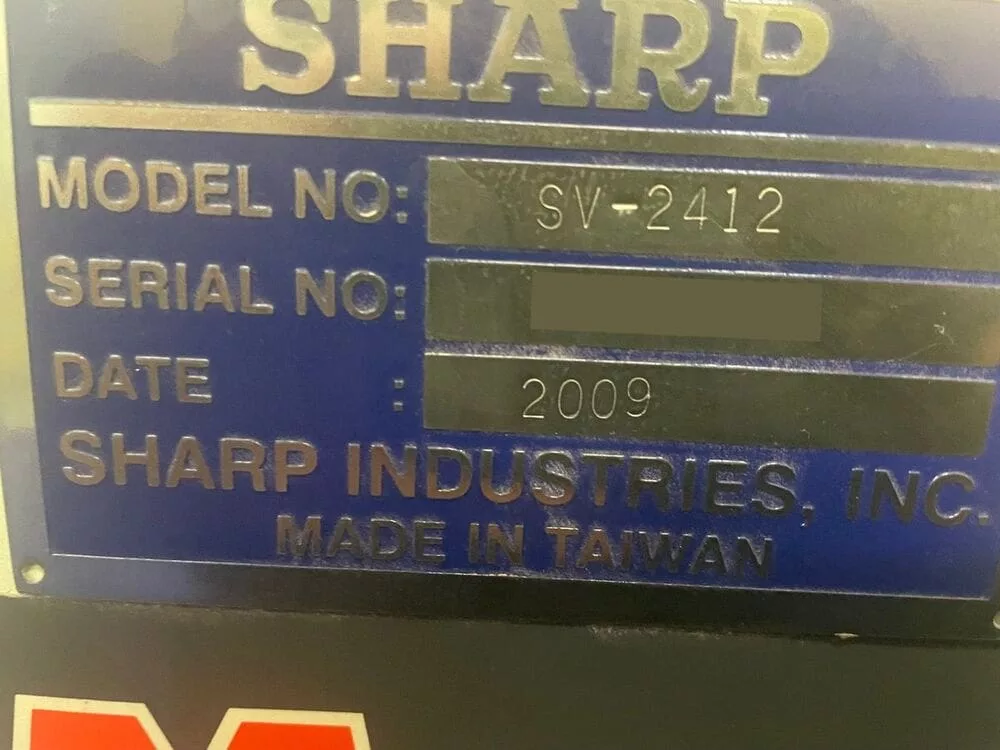 SHARP
MODEL NO: SV-2412
SERIAL NO:
DATE : 2009
SHARP INDUSTRIES, INC.
MADE IN TAIWAN